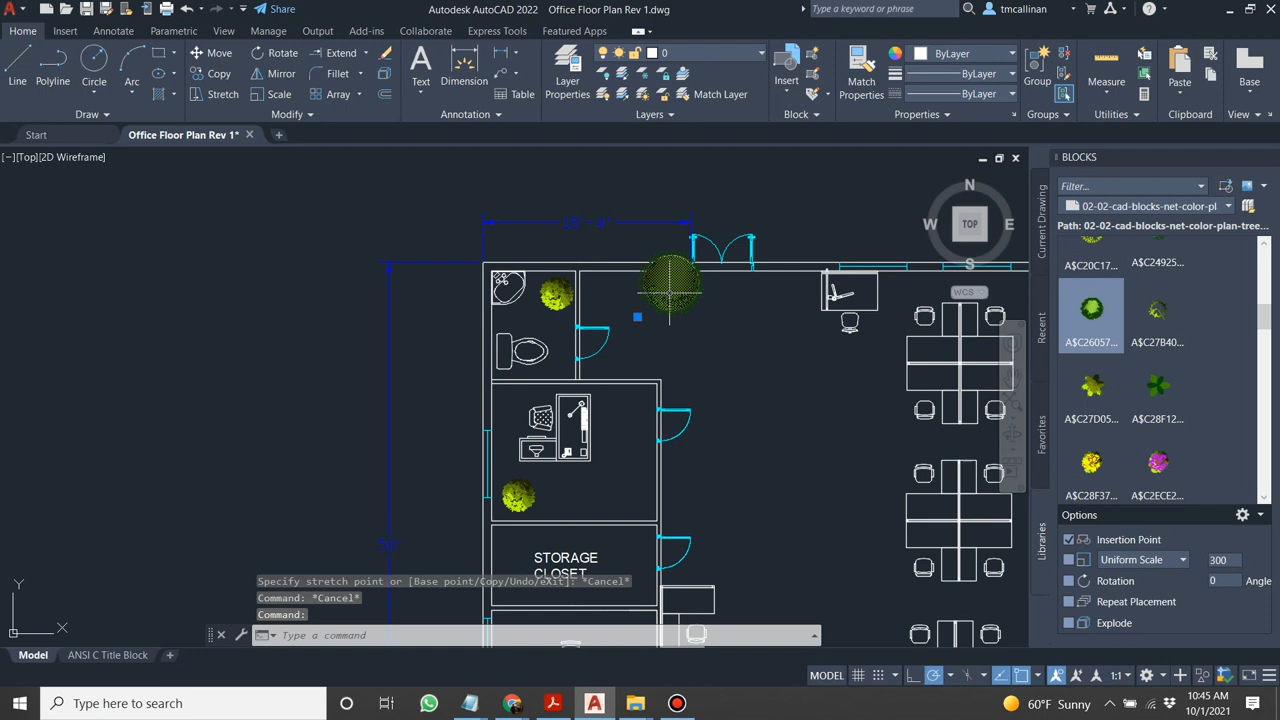 Share
Autodesk AutoCAD 2022 Office Floor Plan Rev 1.dwg
Type a keyword or phrase
tmcallinan
Home Insert Annotate Parametric View Manage Output Add-ins Collaborate Express Tools Featured Apps
Line Polyline Circle Arc
Move Rotate Extend
Copy Mirror Fillet
Stretch Scale Array
Text Dimension Table
Layer Properties
0
Match Layer
Insert
Match Properties
ByLayer
ByLayer
ByLayer
Group Measure Paste Base
Draw Modify Annotation Layers Block Properties Groups Utilities Clipboard View
Start Office Floor Plan Rev 1*
[−][Top][2D Wireframe]
N
W TOP E
S
WCS
50'
STORAGE
CLOSET
Specify stretch point or [Base point/Copy/Undo/eXit]: *Cancel*
Command: *Cancel*
Command:
Type a command
Y
X
BLOCKS
Filter...
02-02-cad-blocks-net-color-pl
Path: 02-02-cad-blocks-net-color-plan-tree...
Current Drawing
Recent
Favorites
Libraries
A$C20C17... A$C24925...
A$C26057... A$C27B40...
A$C27D05... A$C28F12...
A$C28F37... A$C2ECE2...
Options
Insertion Point
Uniform Scale 300
Rotation 0 Angle
Repeat Placement
Explode
Model ANSI C Title Block
MODEL 1:1
Type here to search
60°F Sunny
10:45 AM
10/1/2021